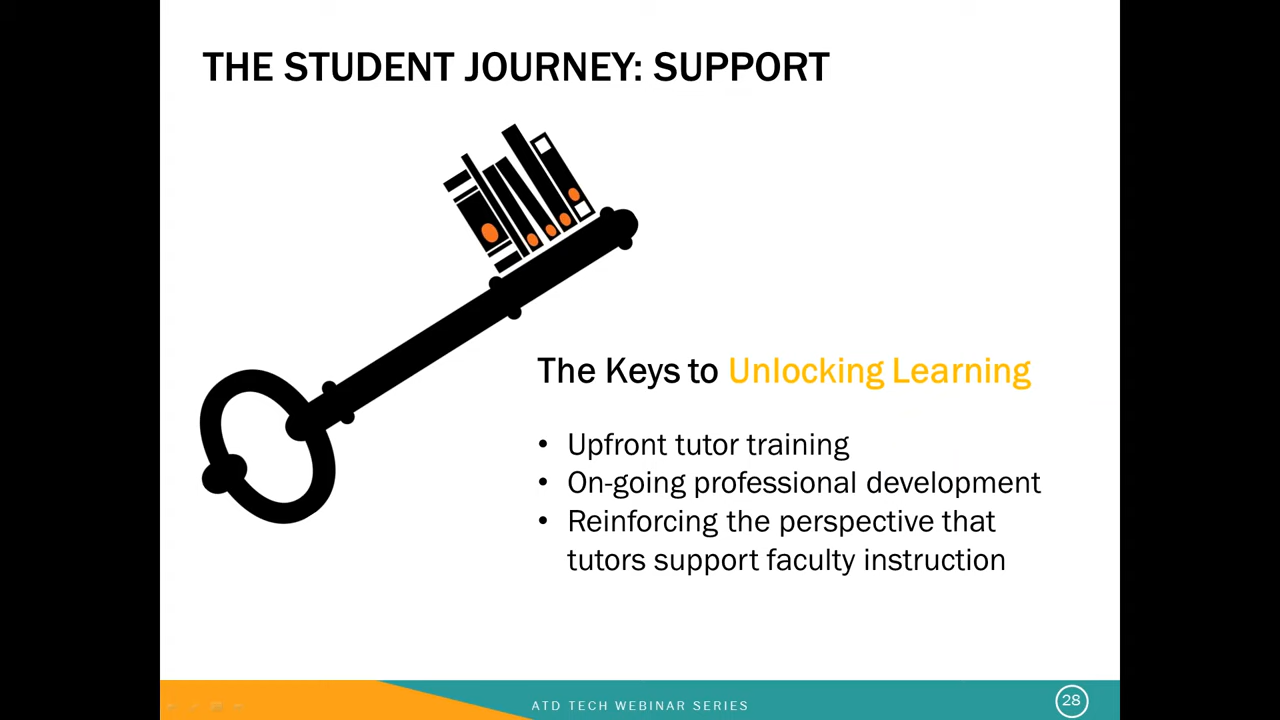 THE STUDENT JOURNEY: SUPPORT
The Keys to Unlocking Learning
• Upfront tutor training
• On-going professional development
• Reinforcing the perspective that
tutors support faculty instruction
ATD TECH WEBINAR SERIES
28